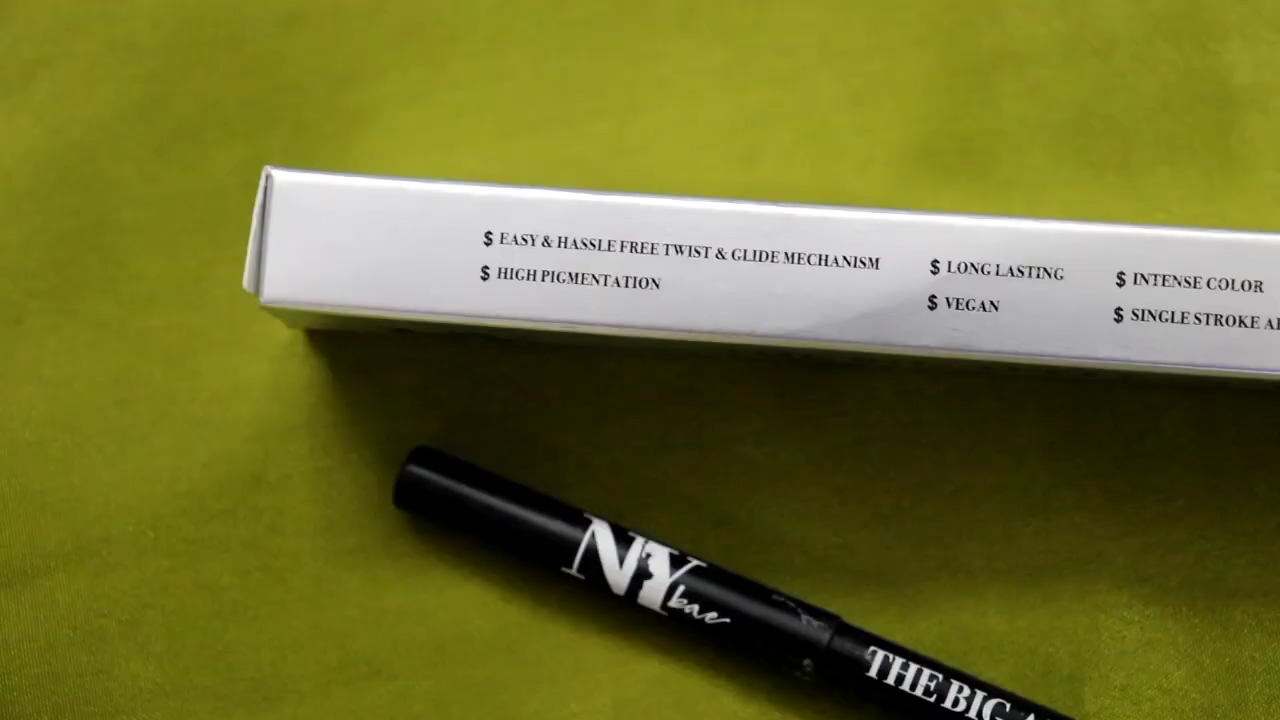 $ EASY & HASSLE FREE TWIST & GLIDE MECHANISM
$ HIGH PIGMENTATION
$ LONG LASTING
$ VEGAN
$ INTENSE COLOR
$ SINGLE STROKE
NY bae
THE BIG